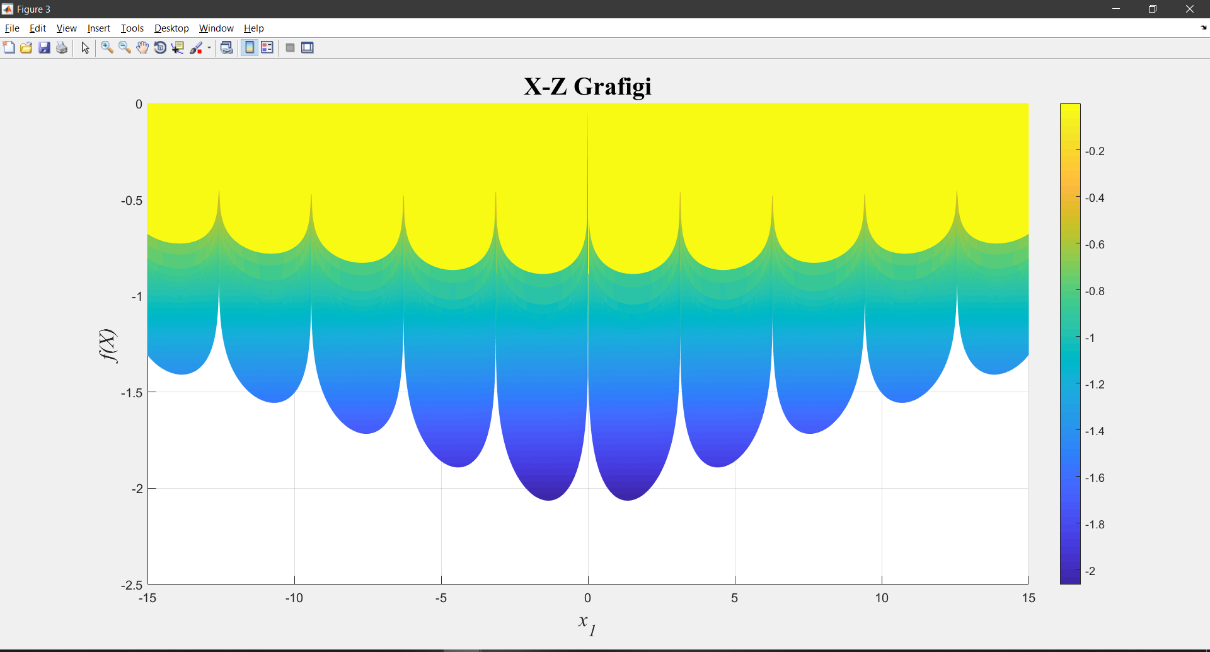 Figure 3
File Edit View Insert Tools Desktop Window Help
X-Z Grafigi
0
-0.5
-1
-1.5
-2
-2.5
f(X)
-15 -10 -5 0 5 10 15
x1
-0.2
-0.4
-0.6
-0.8
-1
-1.2
-1.4
-1.6
-1.8
-2